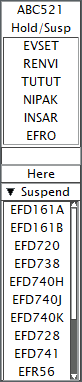 ABC521
Hold/Susp
EVSET
RENVI
TUTUT
NIPAK
INSAR
EFRO
Here
▼ Suspend
EFD161A
EFD161B
EFD720
EFD738
EFD740H
EFD740J
EFD740K
EFD728
EFD741
EFR56